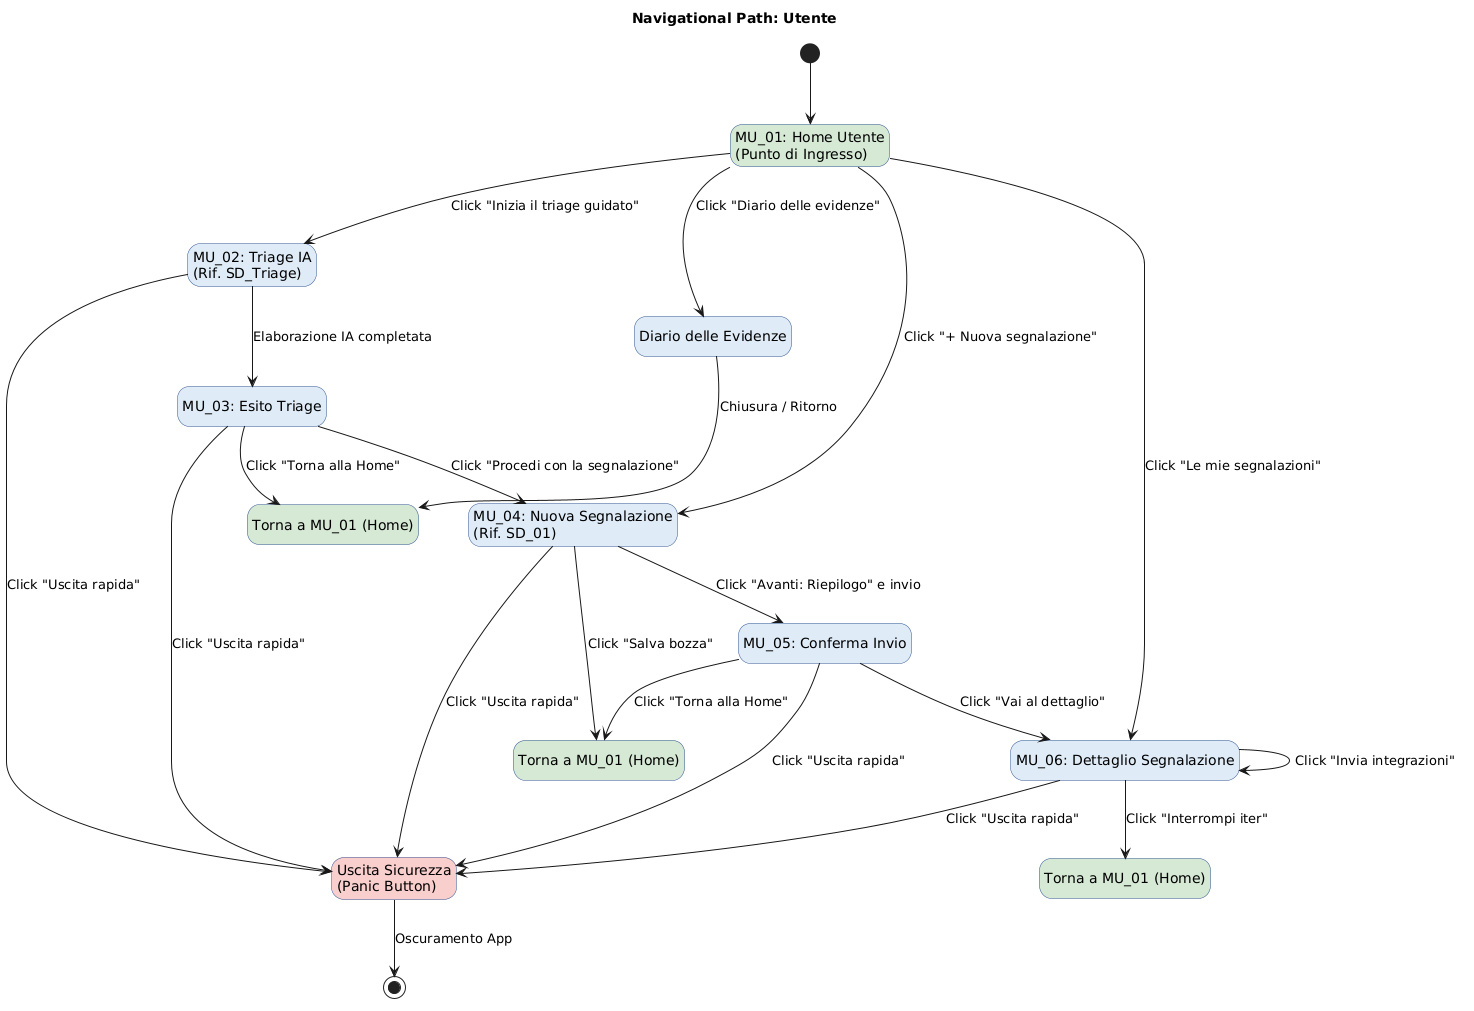 Navigational Path: Utente
MU_01: Home Utente
(Punto di Ingresso)
Click "Inizia il triage guidato"
Click "Diario delle evidenze"
MU_02: Triage IA
(Rif. SD_Triage)
Elaborazione IA completata
Diario delle Evidenze
Click "+ Nuova segnalazione"
MU_03: Esito Triage
Chiusura / Ritorno
Click "Torna alla Home"
Click "Procedi con la segnalazione"
Click "Le mie segnalazioni"
Torna a MU_01 (Home)
MU_04: Nuova Segnalazione
(Rif. SD_01)
Click "Uscita rapida"
Click "Avanti: Riepilogo" e invio
Click "Uscita rapida"
Click "Salva bozza"
MU_05: Conferma Invio
Click "Uscita rapida"
Click "Torna alla Home"
Click "Vai al dettaglio"
Torna a MU_01 (Home)
Click "Uscita rapida"
MU_06: Dettaglio Segnalazione
Click "Invia integrazioni"
Click "Uscita rapida"
Click "Interrompi iter"
Uscita Sicurezza
(Panic Button)
Torna a MU_01 (Home)
Oscuramento App